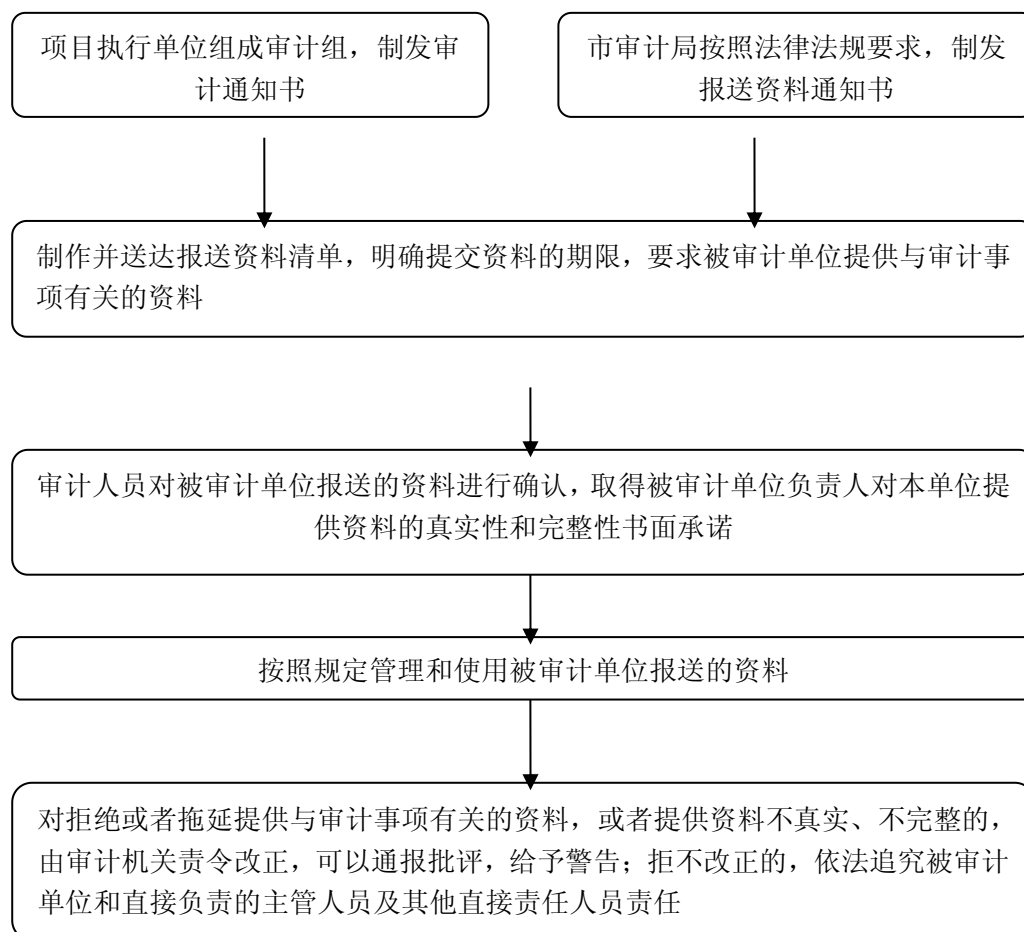 项目执行单位组成审计组，制发审
计通知书
市审计局按照法律法规要求，制发
报送资料通知书
制作并送达报送资料清单，明确提交资料的期限，要求被审计单位提供与审计事
项有关的资料
审计人员对被审计单位报送的资料进行确认，取得被审计单位负责人对本单位提
供资料的真实性和完整性书面承诺
按照规定管理和使用被审计单位报送的资料
对拒绝或者拖延提供与审计事项有关的资料，或者提供资料不真实、不完整的，
由审计机关责令改正，可以通报批评，给予警告；拒不改正的，依法追究被审计
单位和直接负责的主管人员及其他直接责任人员责任